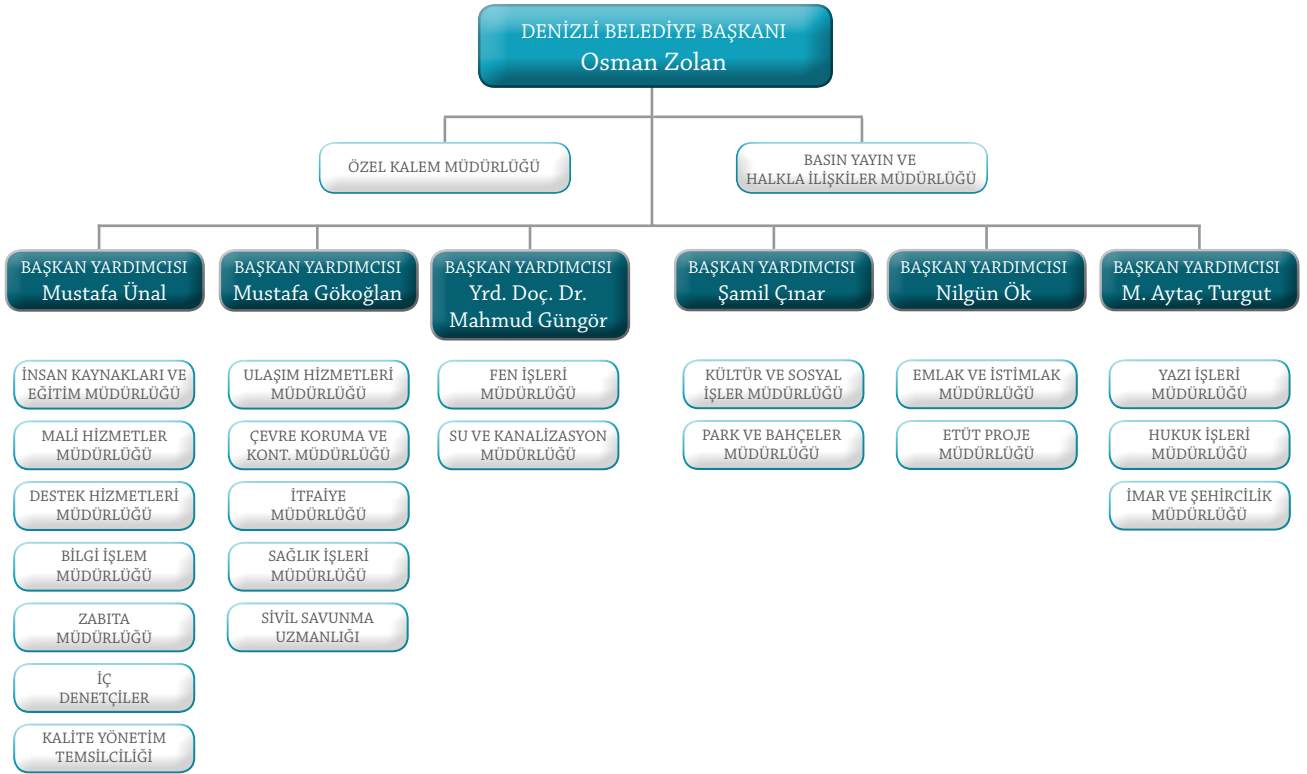 DENİZLİ BELEDİYE BAŞKANI
Osman Zolan
ÖZEL KALEM MÜDÜRLÜĞÜ
BASIN YAYIN VE
HALKLA İLİŞKİLER MÜDÜRLÜĞÜ
BAŞKAN YARDIMCISI
Mustafa Ünal
İNSAN KAYNAKLARI VE
EĞİTİM MÜDÜRLÜĞÜ
MALİ HİZMETLER
MÜDÜRLÜĞÜ
DESTEK HİZMETLERİ
MÜDÜRLÜĞÜ
BİLGİ İŞLEM
MÜDÜRLÜĞÜ
ZABITA
MÜDÜRLÜĞÜ
İÇ
DENETÇİLER
KALİTE YÖNETİM
TEMSİLCİLİĞİ
BAŞKAN YARDIMCISI
Mustafa Gökoğlan
ULAŞIM HİZMETLERİ
MÜDÜRLÜĞÜ
ÇEVRE KORUMA VE
KONT. MÜDÜRLÜĞÜ
İTFAİYE
MÜDÜRLÜĞÜ
SAĞLIK İŞLERİ
MÜDÜRLÜĞÜ
SİVİL SAVUNMA
UZMANLIĞI
BAŞKAN YARDIMCISI
Yrd. Doç. Dr.
Mahmud Güngör
FEN İŞLERİ
MÜDÜRLÜĞÜ
SU VE KANALİZASYON
MÜDÜRLÜĞÜ
BAŞKAN YARDIMCISI
Şamil Çınar
KÜLTÜR VE SOSYAL
İŞLER MÜDÜRLÜĞÜ
PARK VE BAHÇELER
MÜDÜRLÜĞÜ
BAŞKAN YARDIMCISI
Nilgün Ök
EMLAK VE İSTİMLAK
MÜDÜRLÜĞÜ
ETÜT PROJE
MÜDÜRLÜĞÜ
BAŞKAN YARDIMCISI
M. Aytaç Turgut
YAZI İŞLERİ
MÜDÜRLÜĞÜ
HUKUK İŞLERİ
MÜDÜRLÜĞÜ
İMAR VE ŞEHİRCİLİK
MÜDÜRLÜĞÜ